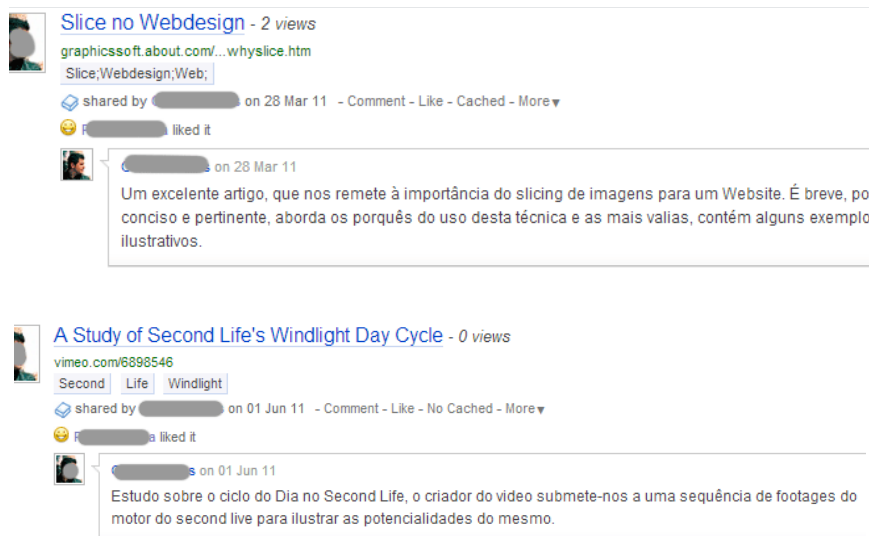 Slice no Webdesign - 2 views
graphicssoft.about.com/...whyslice.htm
Slice;Webdesign;Web;
shared by on 28 Mar 11 - Comment - Like - Cached - More ▾
liked it
on 28 Mar 11
Um excelente artigo, que nos remete à importância do slicing de imagens para um Website. É breve, po
conciso e pertinente, aborda os porquês do uso desta técnica e as mais valias, contém alguns exemplo
ilustrativos.
A Study of Second Life's Windlight Day Cycle - 0 views
vimeo.com/6898546
Second Life Windlight
shared by on 01 Jun 11 - Comment - Like - No Cached - More ▾
a liked it
s on 01 Jun 11
Estudo sobre o ciclo do Dia no Second Life, o criador do video submete-nos a uma sequência de footages do
motor do second live para ilustrar as potencialidades do mesmo.